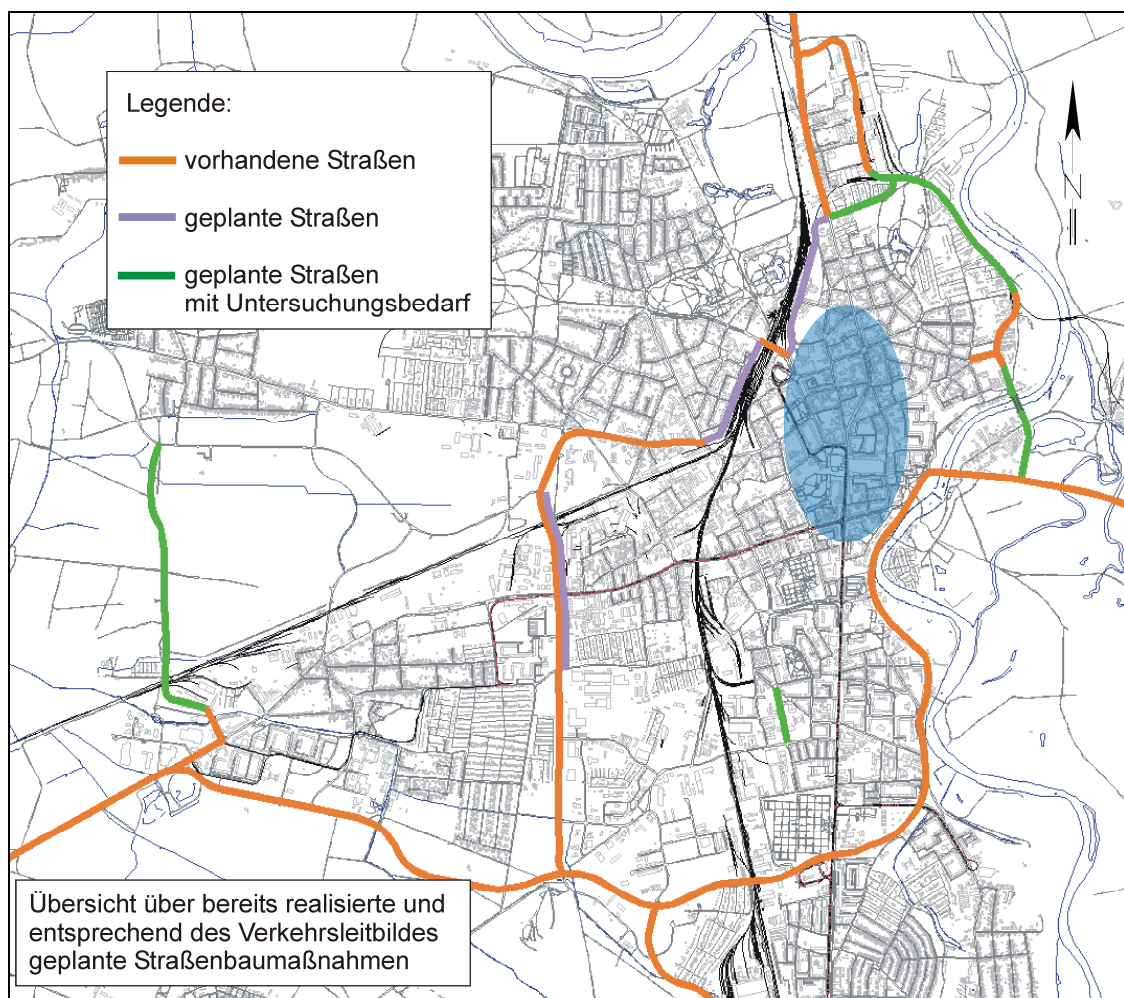 Legende:
vorhandene Straßen
geplante Straßen
geplante Straßen
mit Untersuchungsbedarf
N
Übersicht über bereits realisierte und
entsprechend des Verkehrsleitbildes
geplante Straßenbaumaßnahmen